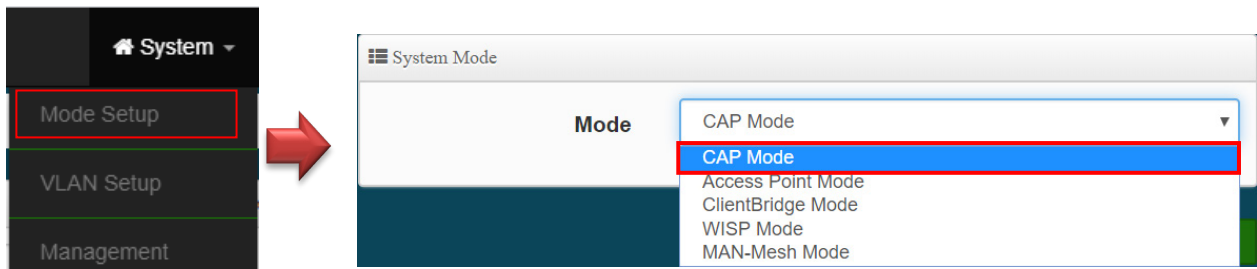 System
Mode Setup
VLAN Setup
Management
System Mode
Mode
CAP Mode
CAP Mode
Access Point Mode
ClientBridge Mode
WISP Mode
MAN-Mesh Mode